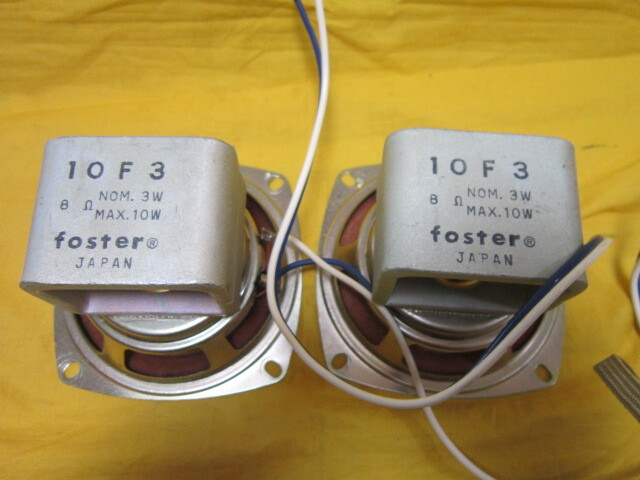 10F3
8 Ω NOM. 3W
MAX. 10W
foster®
JAPAN
10F3
8 Ω NOM. 3W
MAX. 10W
foster®
JAPAN